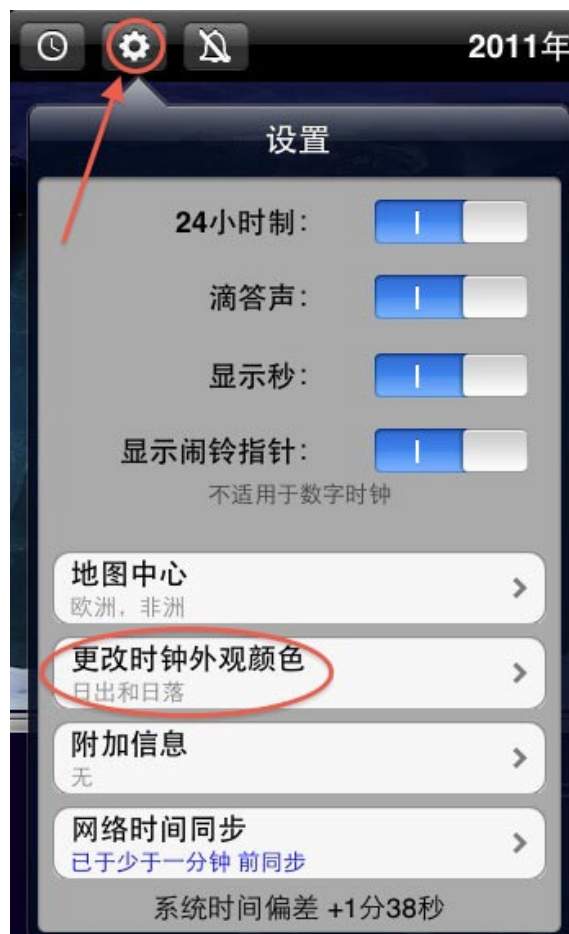 2011年
设置
24小时制：
滴答声：
显示秒：
显示闹铃指针：
不适用于数字时钟
地图中心
欧洲，非洲
更改时钟外观颜色
日出和日落
附加信息
无
网络时间同步
已于少于一分钟 前同步
系统时间偏差 +1分38秒